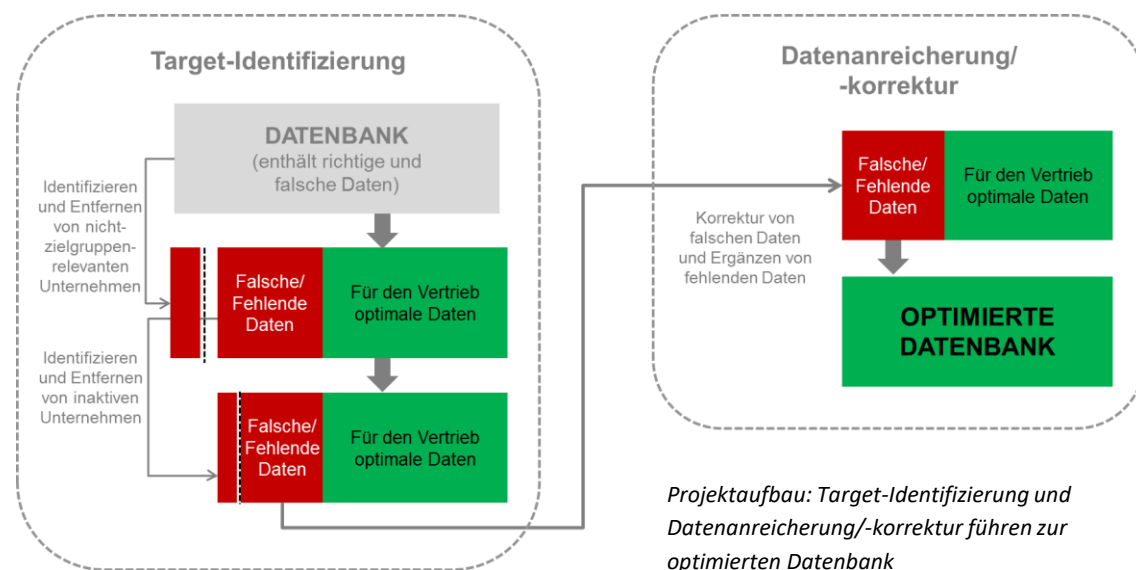 Target-Identifizierung
DATENBANK
(enthält richtige und
falsche Daten)
Identifizieren
und Entfernen
von nicht-
zielgruppen-
relevanten
Unternehmen
Falsche/
Fehlende
Daten
Für den Vertrieb
optimale Daten
Identifizieren
und Entfernen
von inaktiven
Unternehmen
Falsche/
Fehlende
Daten
Für den Vertrieb
optimale Daten
Datenanreicherung/
-korrektur
Falsche/
Fehlende
Daten
Für den Vertrieb
optimale Daten
Korrektur von
falschen Daten
und Ergänzen von
fehlenden Daten
OPTIMIERTE
DATENBANK
Projektaufbau: Target-Identifizierung und
Datenanreicherung/-korrektur führen zur
optimierten Datenbank